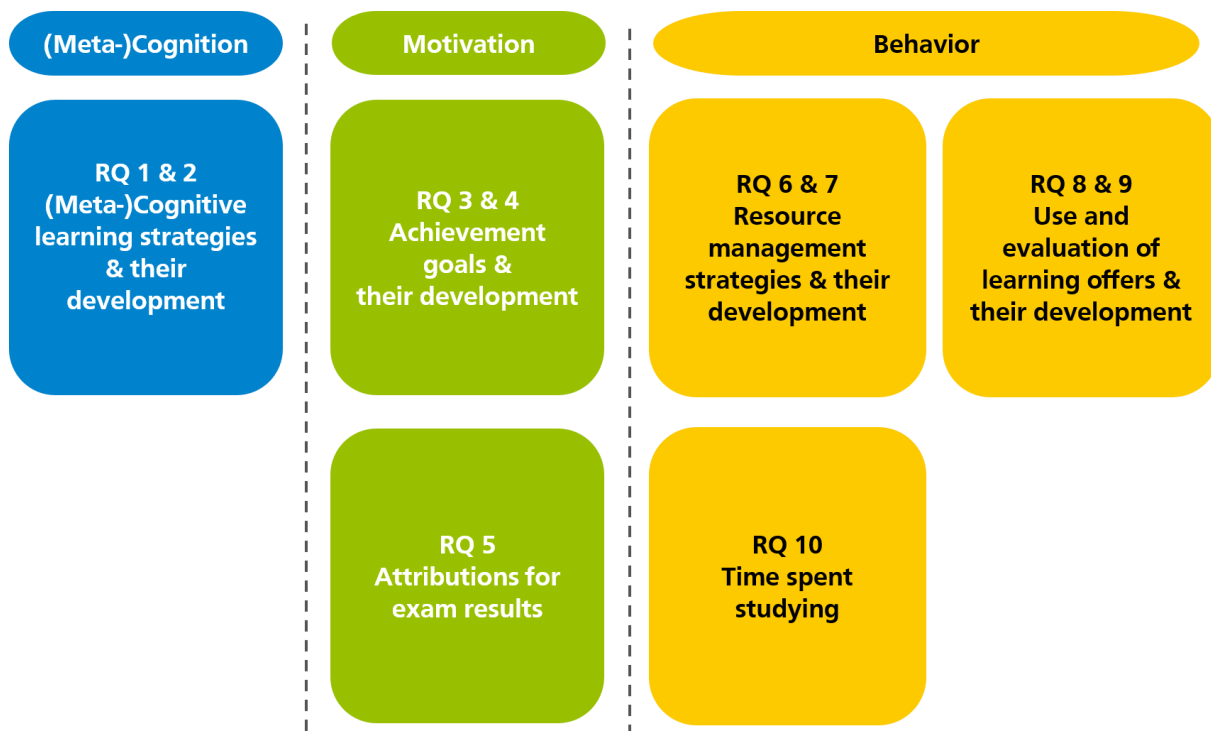 (Meta-)Cognition
Motivation
Behavior
RQ 1 & 2
(Meta-)Cognitive
learning strategies
& their
development
RQ 3 & 4
Achievement
goals &
their development
RQ 6 & 7
Resource
management
strategies & their
development
RQ 8 & 9
Use and
evaluation of
learning offers &
their development
RQ 5
Attributions for
exam results
RQ 10
Time spent
studying